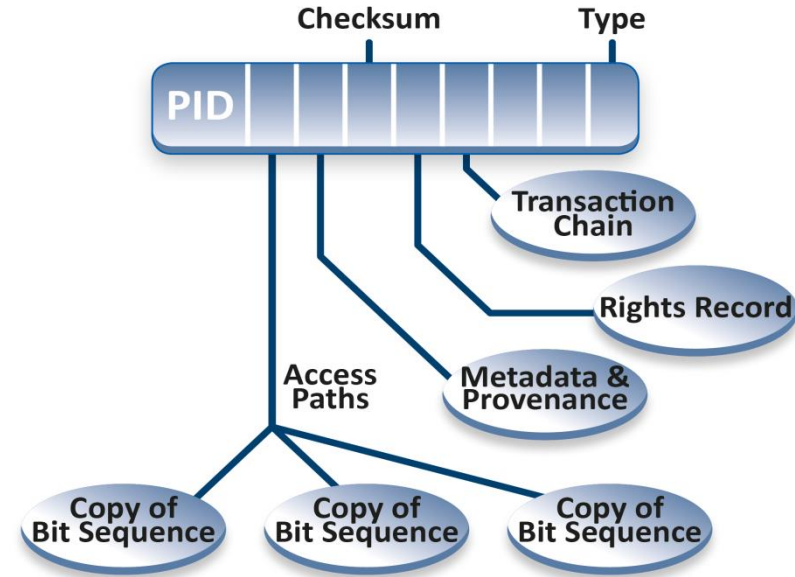 Checksum
Type
PID
Transaction
Chain
Rights Record
Access
Paths
Metadata &
Provenance
Copy of
Bit Sequence
Copy of
Bit Sequence
Copy of
Bit Sequence